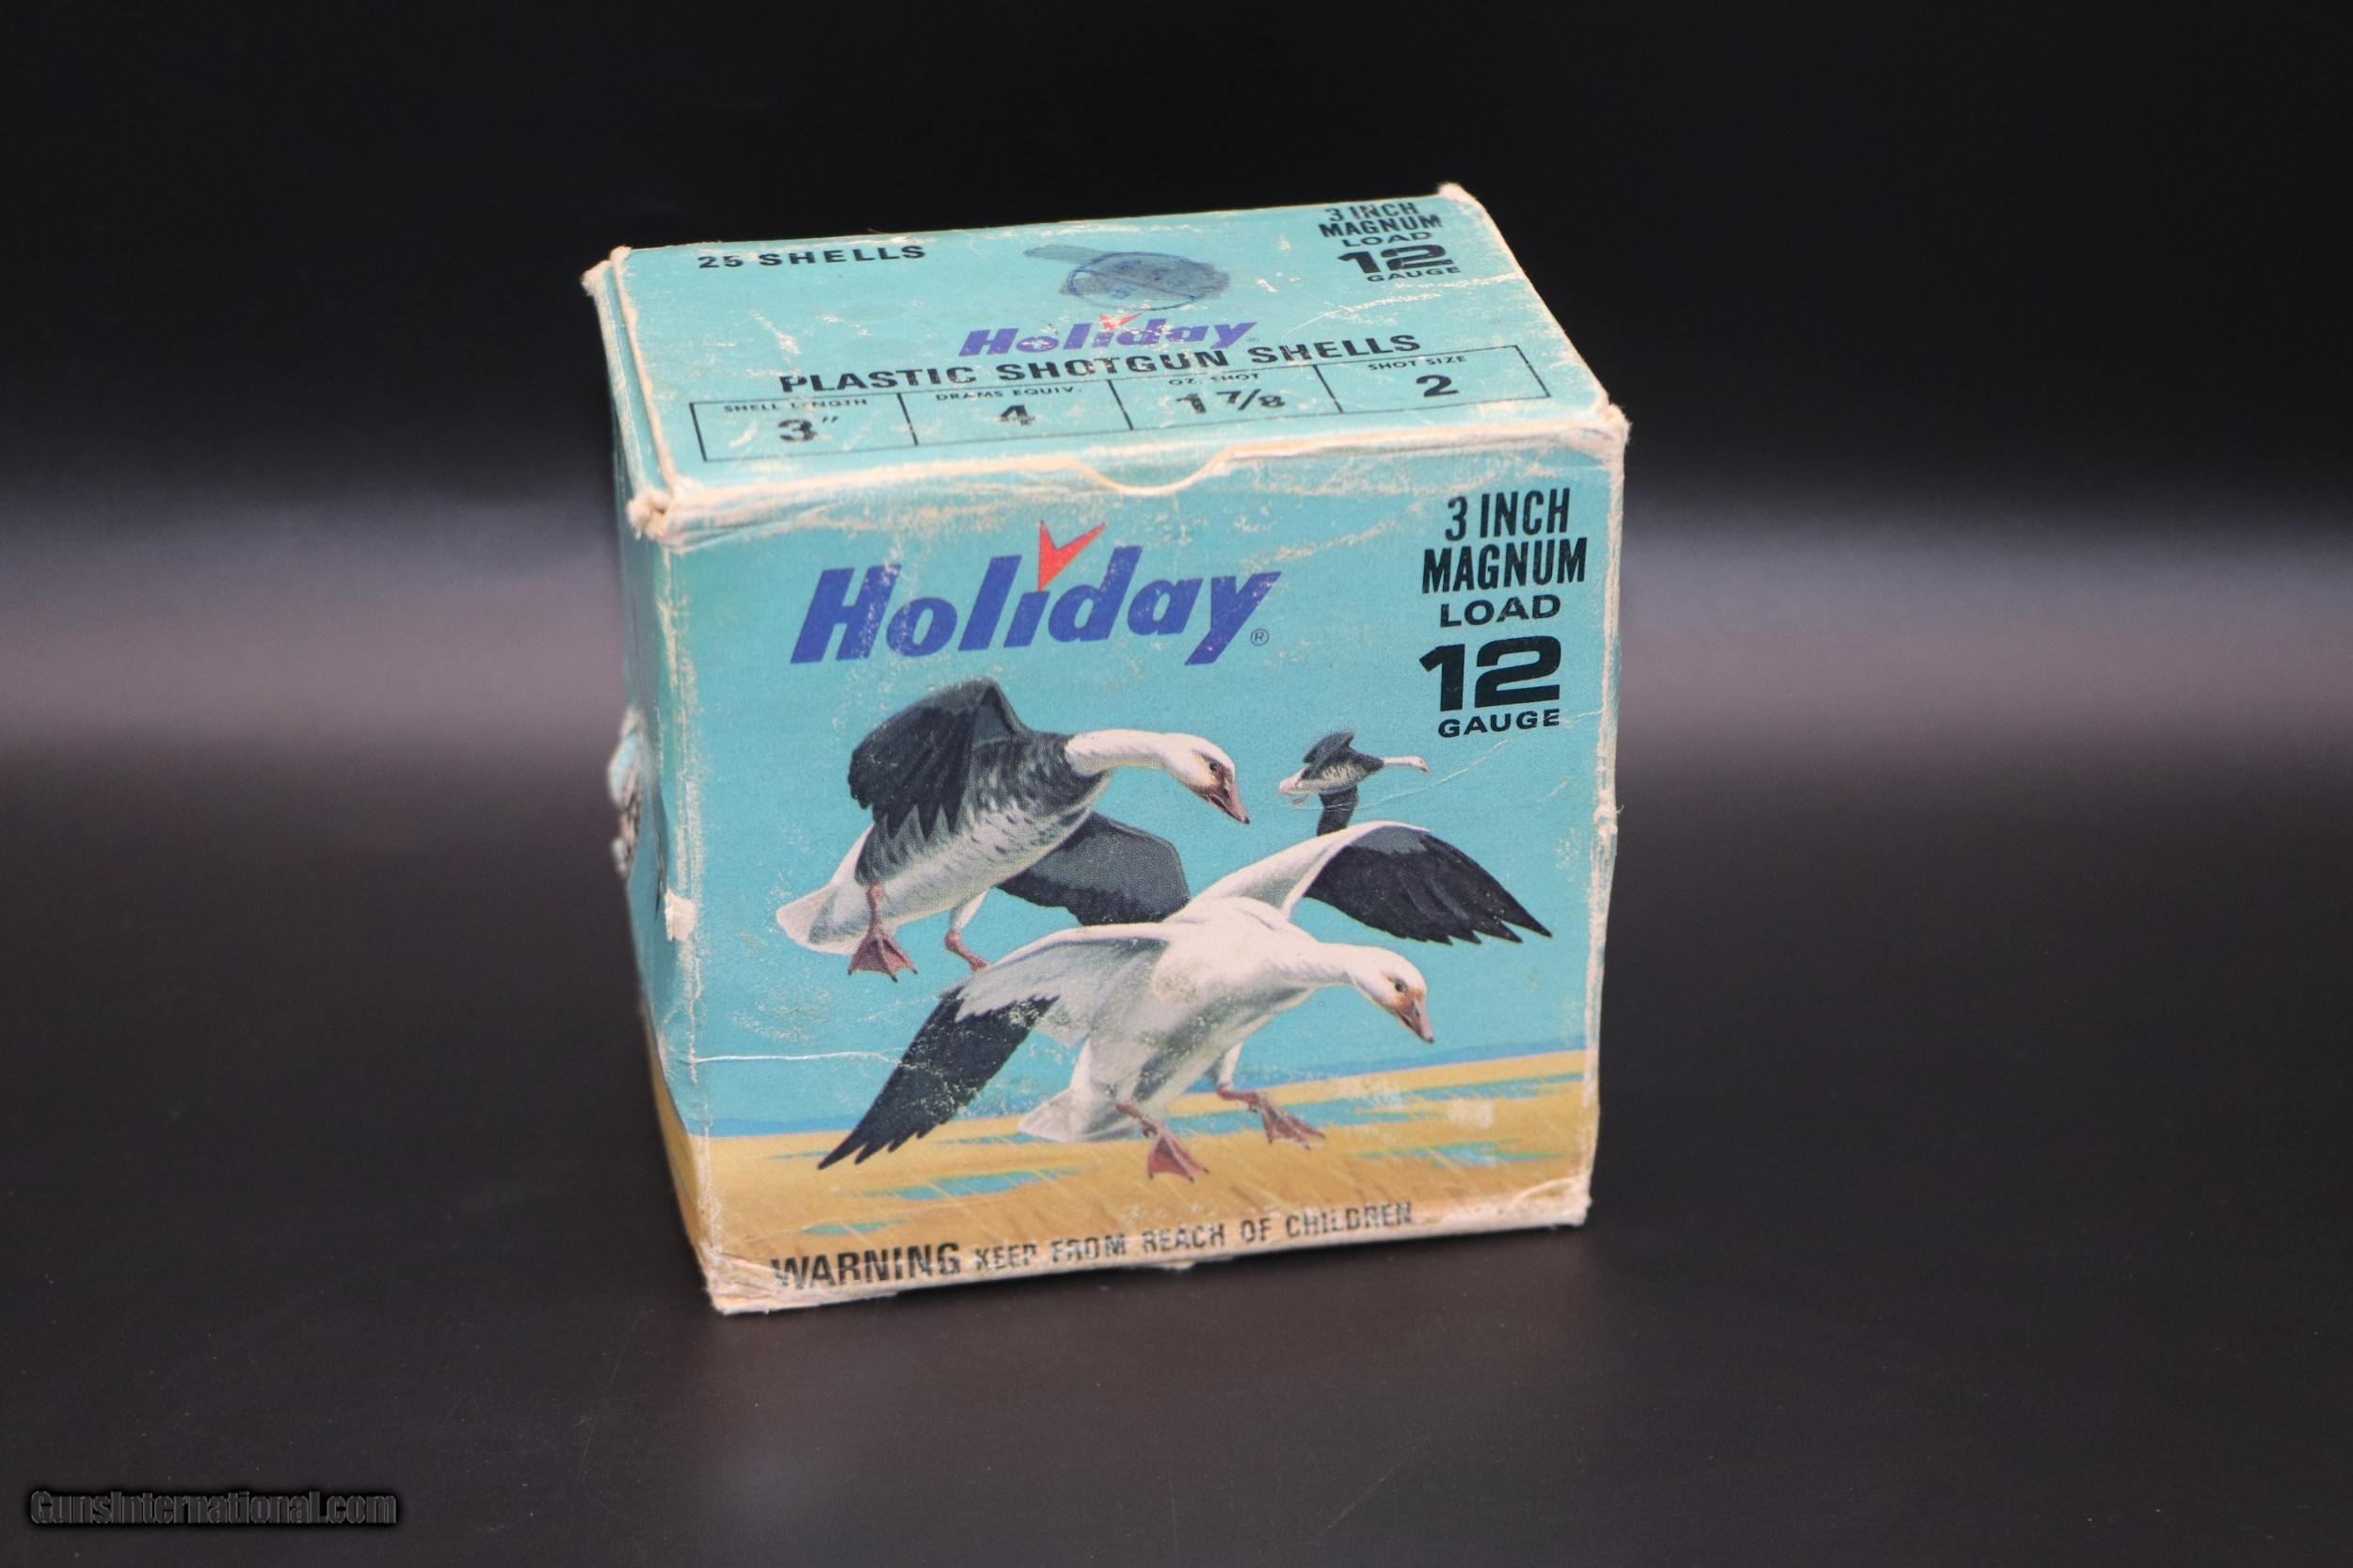 25 SHELLS
3 INCH
MAGNUM
LOAD
12
GAUGE
Holiday
PLASTIC SHOTGUN SHELLS
SHELL LENGTH DRAMS EQUIV. OZ. SHOT SHOT SIZE
3" 4 1 7/8 2
Holiday®
3 INCH
MAGNUM
LOAD
12
GAUGE
WARNING KEEP FROM REACH OF CHILDREN
GunsInternational.com